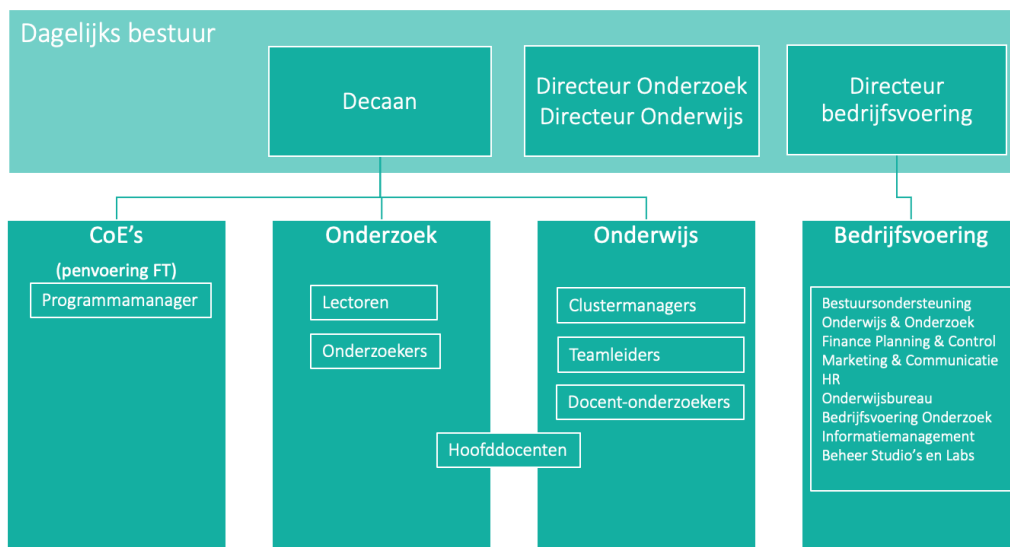 Dagelijks bestuur
Decaan
Directeur Onderzoek
Directeur Onderwijs
Directeur
bedrijfsvoering
CoE's
(penvoering FT)
Programmamanager
Onderzoek
Lectoren
Onderzoekers
Onderwijs
Clustermanagers
Teamleiders
Docent-onderzoekers
Hoofddocenten
Bedrijfsvoering
Bestuursondersteuning
Onderwijs & Onderzoek
Finance Planning & Control
Marketing & Communicatie
HR
Onderwijsbureau
Bedrijfsvoering Onderzoek
Informatiemanagement
Beheer Studio's en Labs